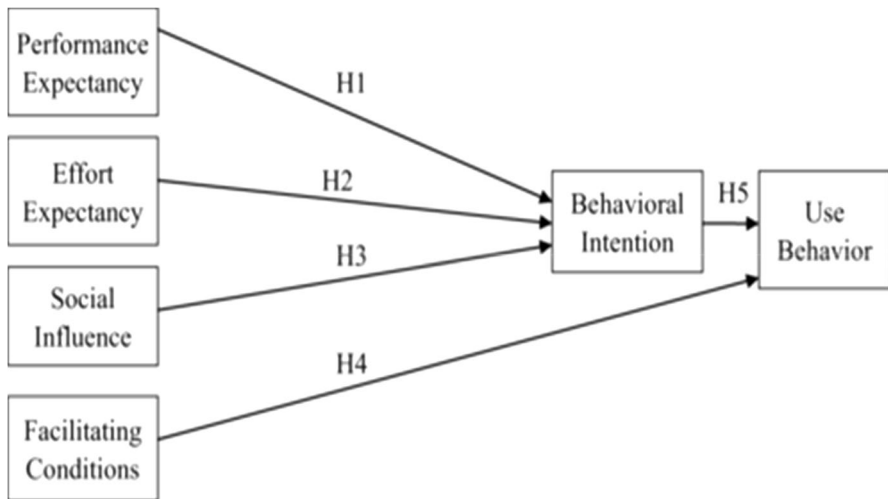 Performance
Expectancy
H1
Effort
Expectancy
H2
Behavioral
Intention
H5
Use
Behavior
Social
Influence
H3
H4
Facilitating
Conditions